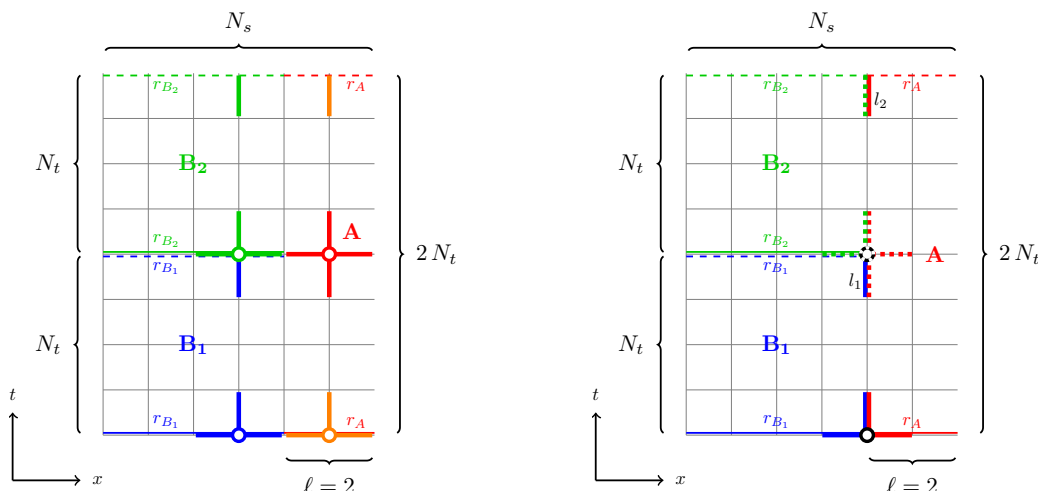 N_s
r_{B_2}
r_A
N_t
B_2
A
2 N_t
r_{B_2}
r_{B_1}
N_t
B_1
t
r_{B_1}
r_A
x
ℓ = 2
N_s
r_{B_2}
r_A
l_2
N_t
B_2
r_{B_2}
A
2 N_t
r_{B_1}
l_1
N_t
B_1
t
r_{B_1}
r_A
x
ℓ = 2